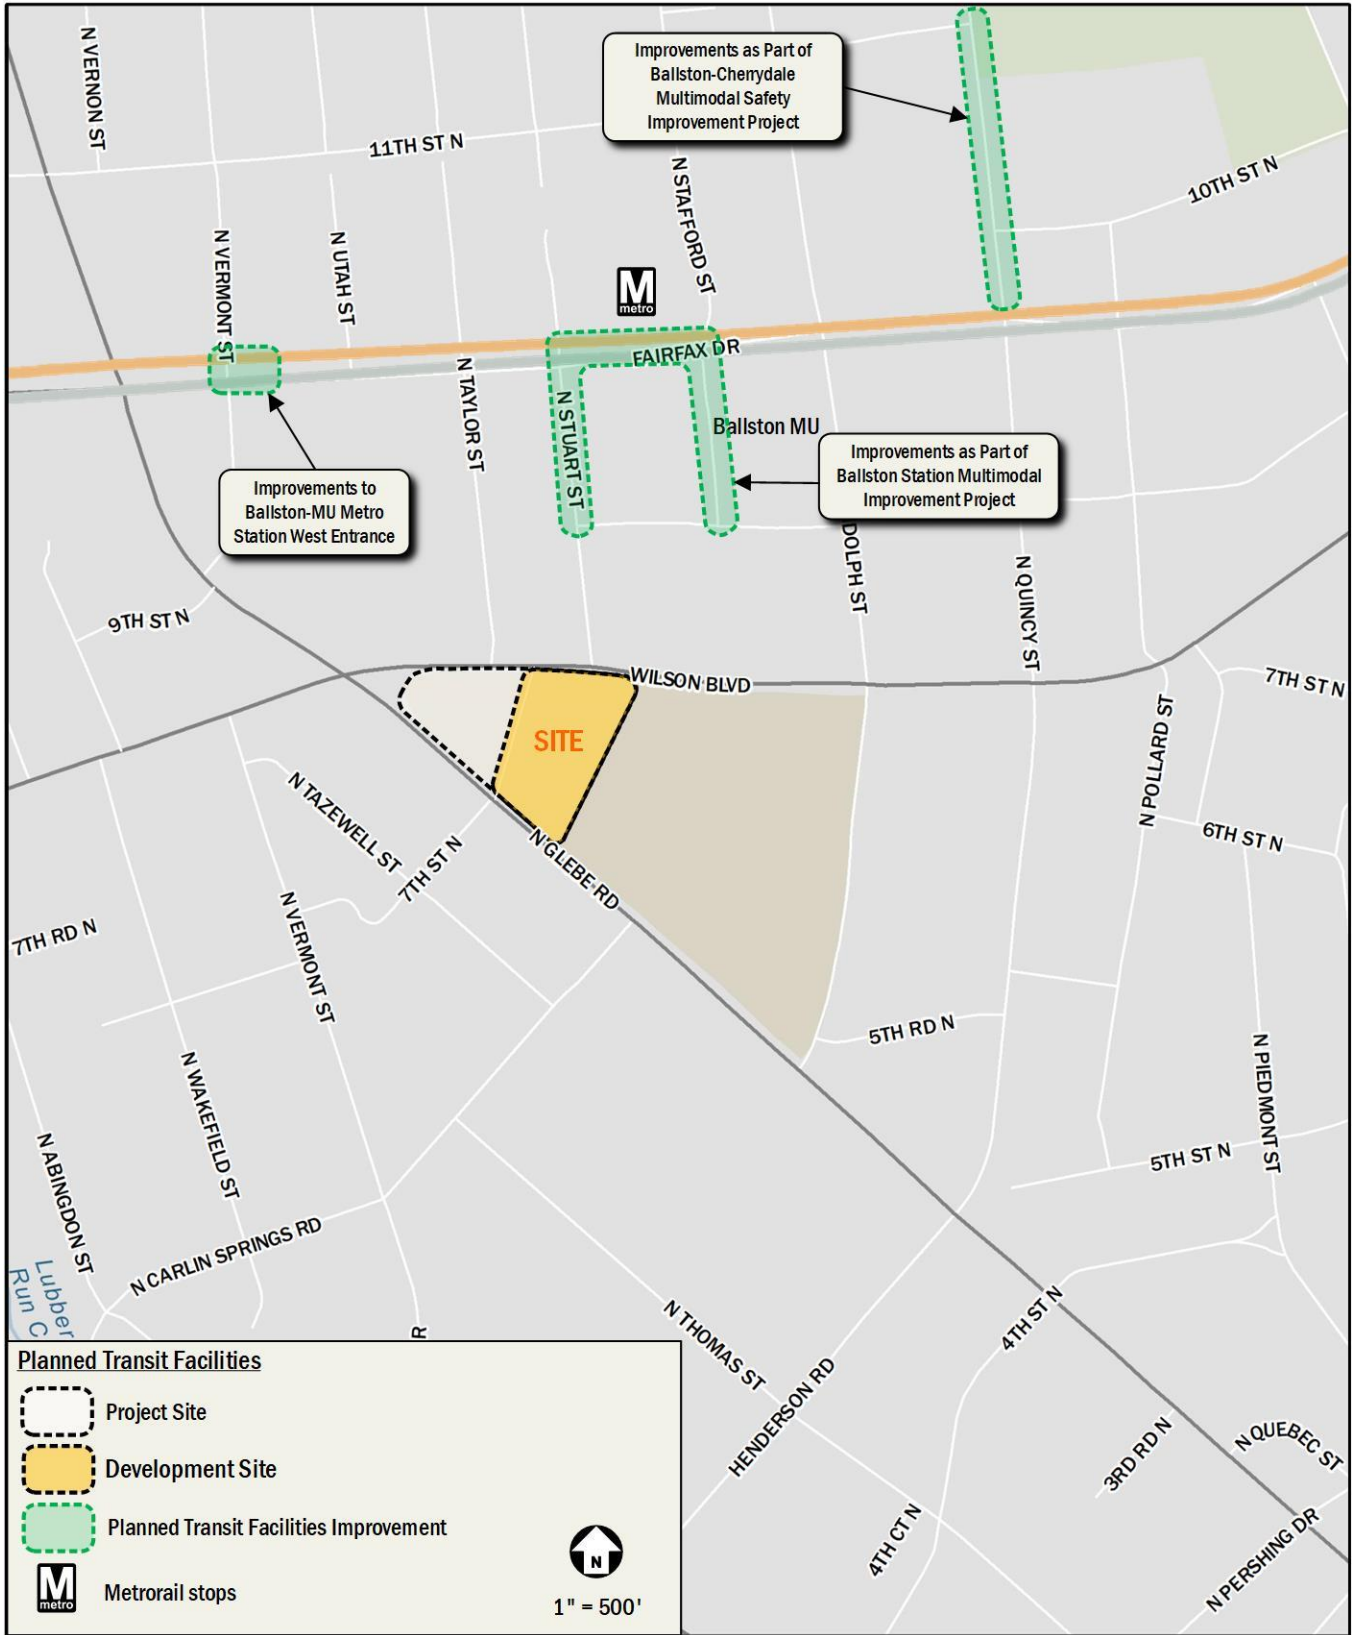 N VERNON ST
Improvements as Part of
Ballston-Cherrydale
Multimodal Safety
Improvement Project
11TH ST N
N STAFFORD ST
10TH ST N
N VERMONT ST
N UTAH ST
M
metro
FAIRFAX DR
N TAYLOR ST
N STUART ST
Ballston MU
Improvements as Part of
Ballston Station Multimodal
Improvement Project
Improvements to
Ballston-MU Metro
Station West Entrance
DOLPH ST
N QUINCY ST
9TH ST N
WILSON BLVD
7TH ST N
SITE
N POLLARD ST
N TAZEWELL ST
7TH ST N
N GLEBE RD
6TH ST N
N VERMONT ST
7TH RD N
5TH RD N
N WAKEFIELD ST
N PIEDMONT ST
N ABINGDON ST
5TH ST N
N CARLIN SPRINGS RD
Lubber
Run C
R
N THOMAS ST
4TH ST N
HENDERSON RD
3RD RD N
N QUEBEC ST
4TH CT N
N PERSHING DR
Planned Transit Facilities
Project Site
Development Site
Planned Transit Facilities Improvement
M
metro
Metrorail stops
N
1" = 500'